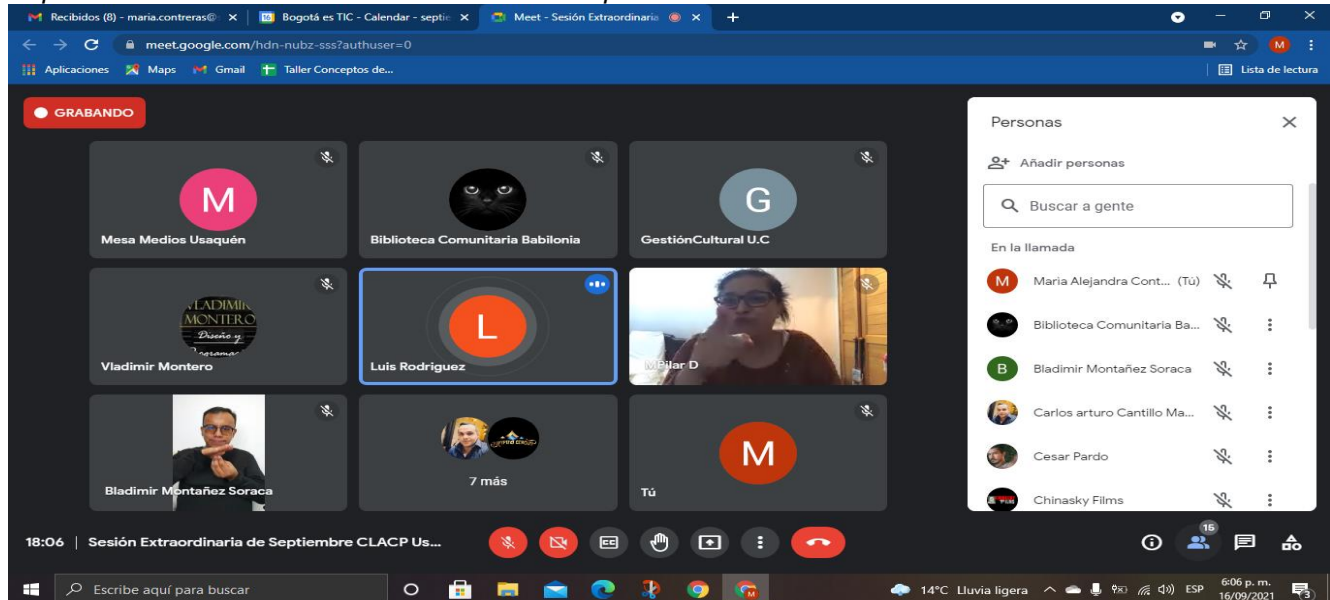 Recibidos (8) - maria.contreras@
Bogotá es TIC - Calendar - septie
Meet - Sesión Extraordinaria
meet.google.com/hdn-nubz-sss?authuser=0
M
Aplicaciones
Maps
Gmail
Taller Conceptos de...
Lista de lectura
GRABANDO
M
Mesa Medios Usaquén
Biblioteca Comunitaria Babilonia
G
GestiónCultural U.C
VLADIMIR
MONTERO
Diseño y
Vladimir Montero
L
Luis Rodriguez
MPilar D
Bladimir Montañez Soraca
7 más
M
Tú
Personas
Añadir personas
Buscar a gente
En la llamada
M
Maria Alejandra Cont... (Tú)
Biblioteca Comunitaria Ba...
B
Bladimir Montañez Soraca
Carlos arturo Cantillo Ma...
Cesar Pardo
Chinasky Films
18:06 | Sesión Extraordinaria de Septiembre CLACP Us...
CC
16
Escribe aquí para buscar
14°C Lluvia ligera
ESP
6:06 p. m.
16/09/2021
3